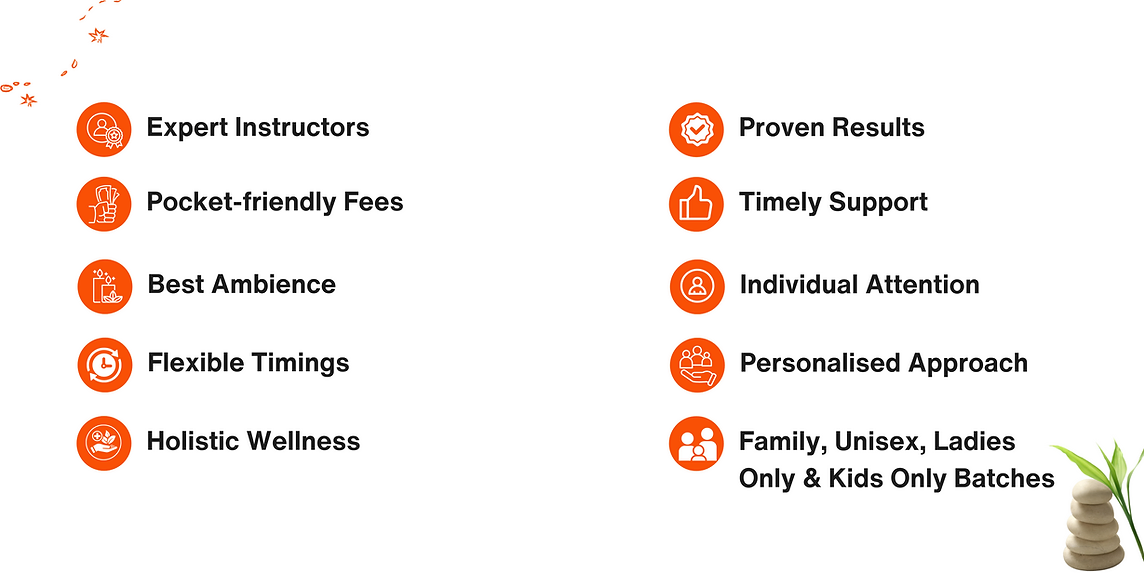 Expert Instructors
Pocket-friendly Fees
Best Ambience
Flexible Timings
Holistic Wellness
Proven Results
Timely Support
Individual Attention
Personalised Approach
Family, Unisex, Ladies
Only & Kids Only Batches